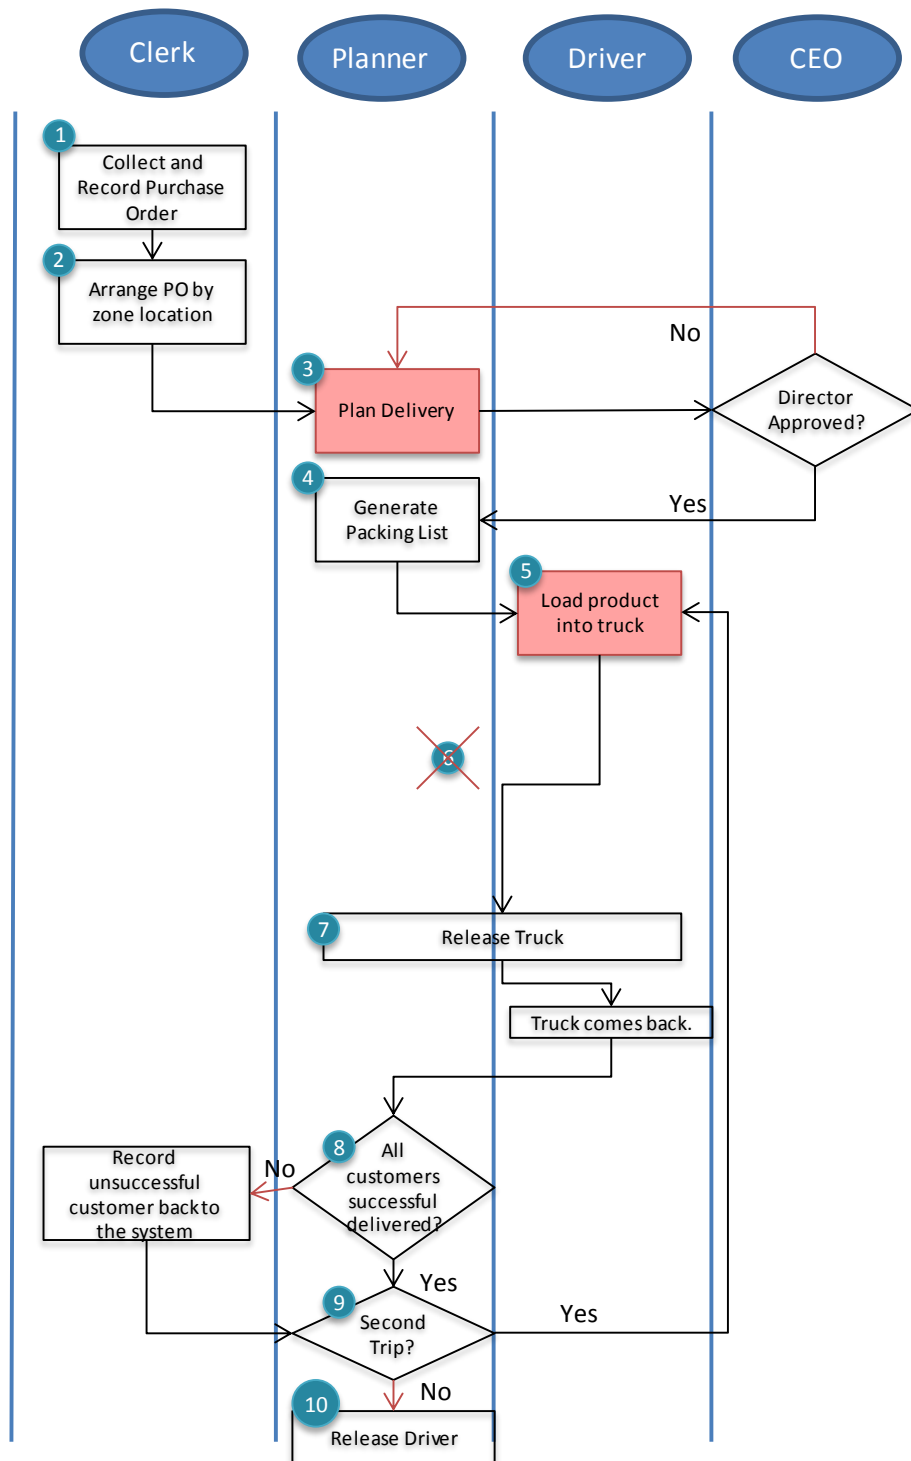 Clerk
Planner
Driver
CEO
1
Collect and
Record Purchase
Order
2
Arrange PO by
zone location
No
3
Plan Delivery
Director
Approved?
4
Generate
Packing List
Yes
5
Load product
into truck
6
7
Release Truck
Truck comes back.
8
All
customers
successful
delivered?
No
Record
unsuccessful
customer back to
the system
Yes
9
Second
Trip?
Yes
No
10
Release Driver